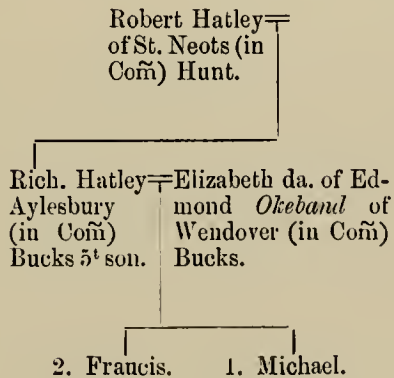 Robert Hatley=
of St. Neots (in
Com̃) Hunt.
Rich. Hatley=Elizabeth da. of Ed-
Aylesbury mond Okeband of
(in Com̃) Wendover (in Com̃)
Bucks 5ᵗ son. Bucks.
2. Francis. 1. Michael.